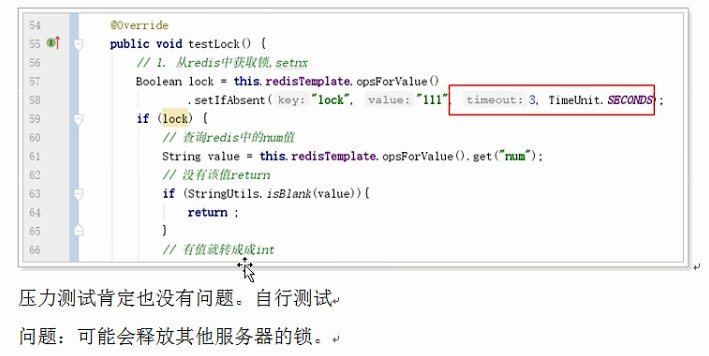 54 @Override
55 public void testLock() {
56 // 1. 从redis中获取锁,setnx
57 Boolean lock = this.redisTemplate.opsForValue()
58 .setIfAbsent( key: "lock", value: "111", timeout: 3, TimeUnit.SECONDS);
59 if (lock) {
60 // 查询redis中的num值
61 String value = this.redisTemplate.opsForValue().get("num");
62 // 没有该值return
63 if (StringUtils.isBlank(value)){
64 return ;
65 }
66 // 有值就转成成int
压力测试肯定也没有问题。自行测试
问题：可能会释放其他服务器的锁。